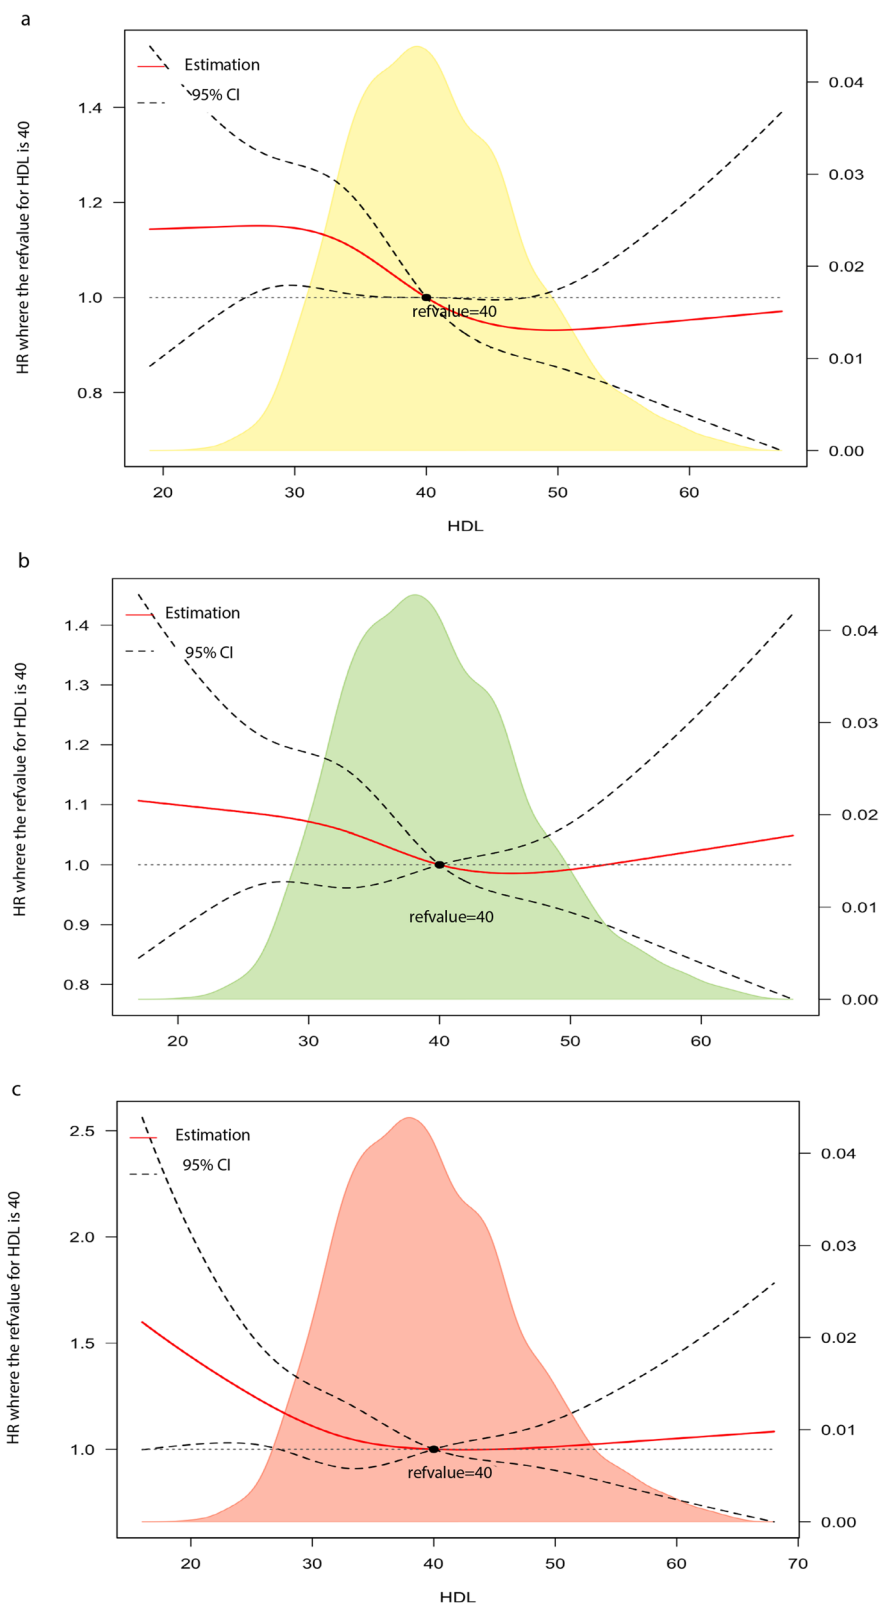 a
Estimation
95% CI
HR whrere the refvalue for HDL is 40
1.4
1.2
1.0
0.8
0.04
0.03
0.02
0.01
0.00
refvalue=40
20 30 40 50 60
HDL
b
Estimation
95% CI
HR whrere the refvalue for HDL is 40
1.4
1.3
1.2
1.1
1.0
0.9
0.8
0.04
0.03
0.02
0.01
0.00
refvalue=40
20 30 40 50 60
c
Estimation
95% CI
HR whrere the refvalue for HDL is 40
2.5
2.0
1.5
1.0
0.04
0.03
0.02
0.01
0.00
refvalue=40
20 30 40 50 60 70
HDL